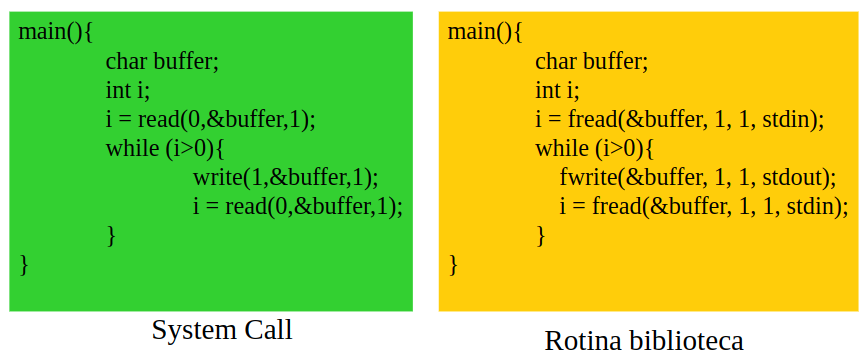 main(){
char buffer;
int i;
i = read(0,&buffer,1);
while (i>0){
write(1,&buffer,1);
i = read(0,&buffer,1);
}
}
System Call
main(){
char buffer;
int i;
i = fread(&buffer, 1, 1, stdin);
while (i>0){
fwrite(&buffer, 1, 1, stdout);
i = fread(&buffer, 1, 1, stdin);
}
}
Rotina biblioteca